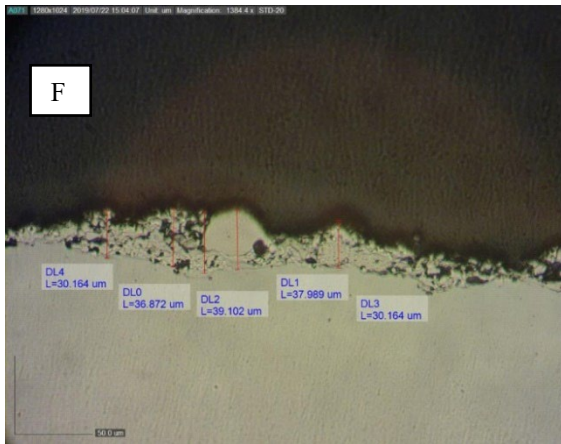 A071 1280x1024 2019/07/22 15:04:07 Unit: um Magnification: 1384.4 x STD-20
F
DL4
L=30.164 um
DL0
L=36.872 um
DL2
L=39.102 um
DL1
L=37.989 um
DL3
L=30.164 um
50.0 um